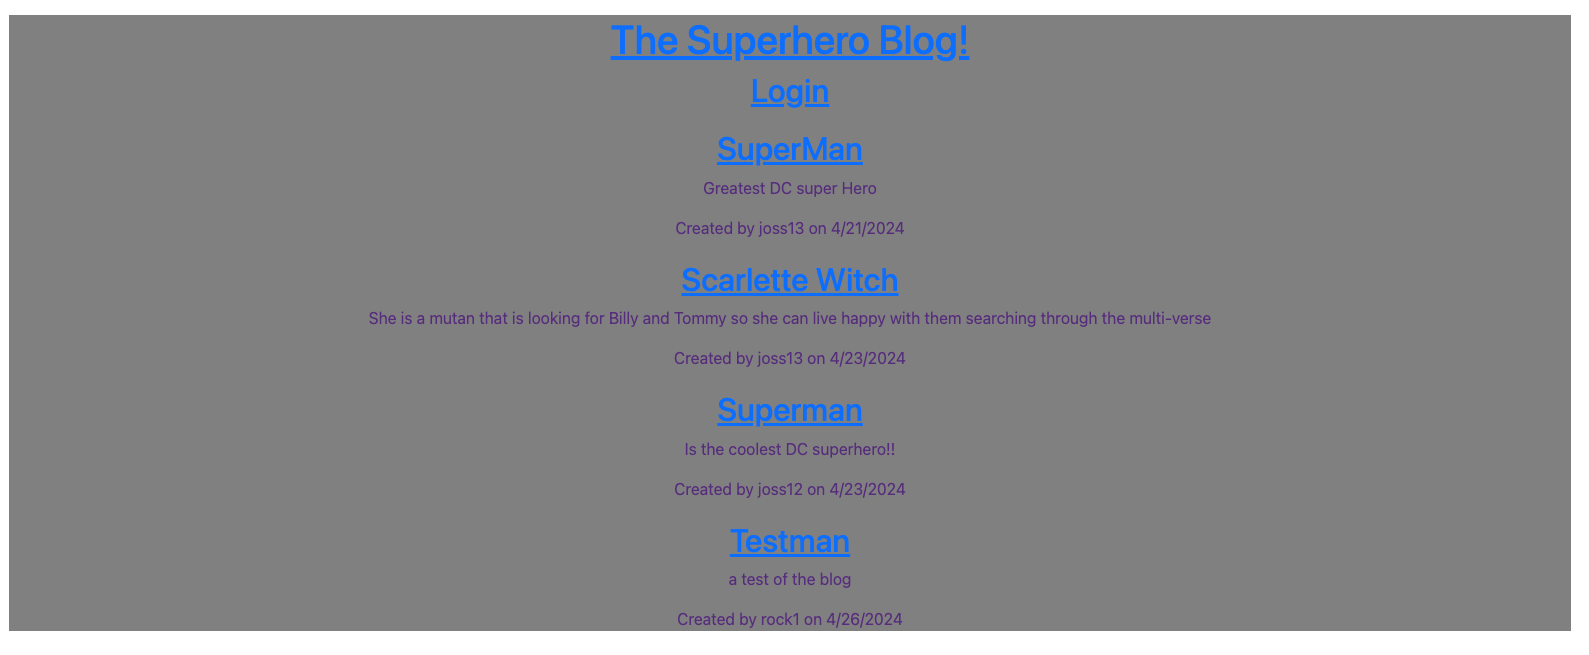 The Superhero Blog!
Login
SuperMan
Greatest DC super Hero
Created by joss13 on 4/21/2024
Scarlette Witch
She is a mutan that is looking for Billy and Tommy so she can live happy with them searching through the multi-verse
Created by joss13 on 4/23/2024
Superman
Is the coolest DC superhero!!
Created by joss12 on 4/23/2024
Testman
a test of the blog
Created by rock1 on 4/26/2024